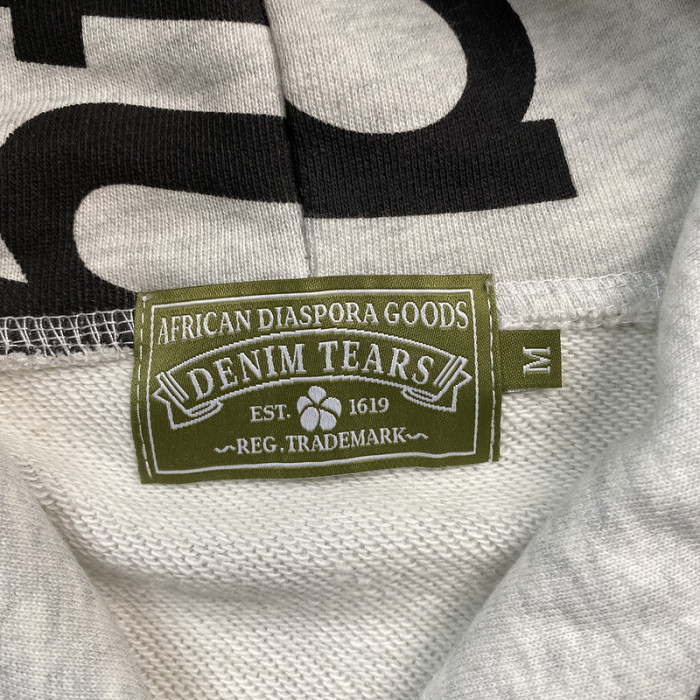 AFRICAN DIASPORA GOODS
DENIM TEARS
EST. 1619
~REG. TRADEMARK~
M